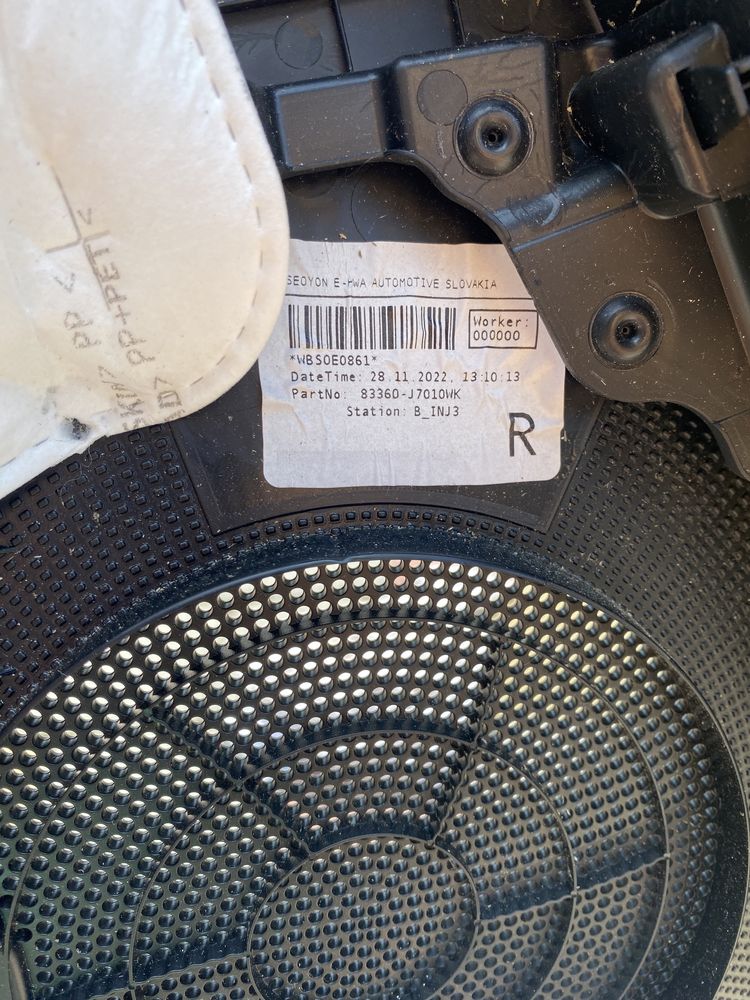 SEOYON E-HWA AUTOMOTIVE SLOVAKIA
Worker:
000000
*WBS0E0861*
DateTime: 28.11.2022, 13:10:13
PartNo: 83360-J7010WK
Station: B_INJ3
R
PP <
PP+PET <